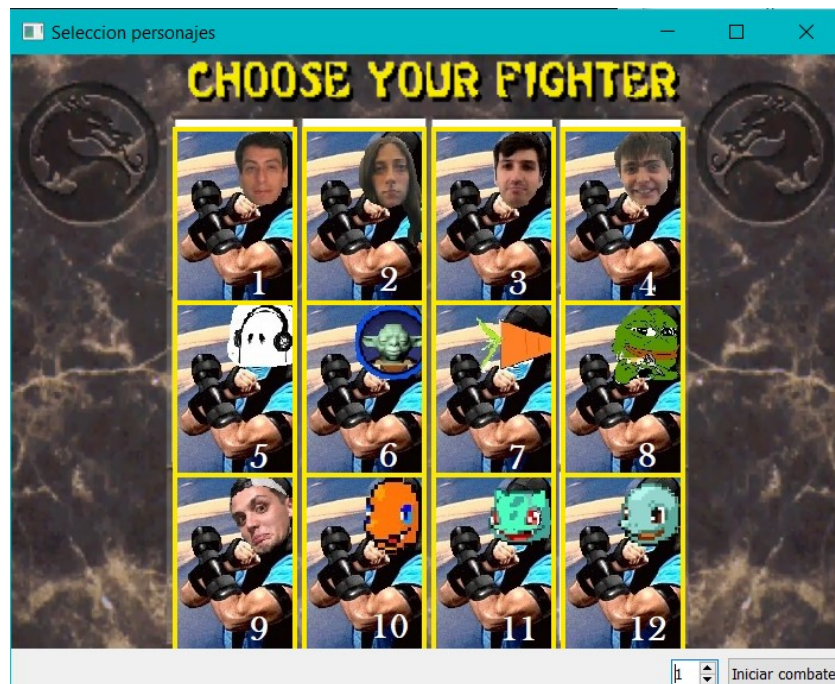 Seleccion personajes
CHOOSE YOUR FIGHTER
1 2 3 4
5 6 7 8
9 10 11 12
1 Iniciar combate